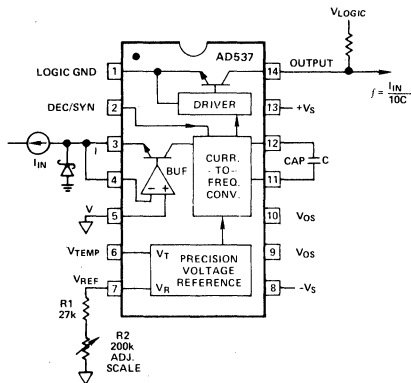 VLOGIC
AD537
LOGIC GND 1
14 OUTPUT
f = IIN / 10C
DRIVER
DEC/SYN 2
13 +VS
IIN
I
3
BUF
CURR.
-TO-
FREQ.
CONV.
12
CAP C
11
4
- +
V 5
10 VOS
VTEMP 6 VT
PRECISION
VOLTAGE
REFERENCE
9 VOS
VREF
7 VR
8 -VS
R1
27k
R2
200k
ADJ.
SCALE